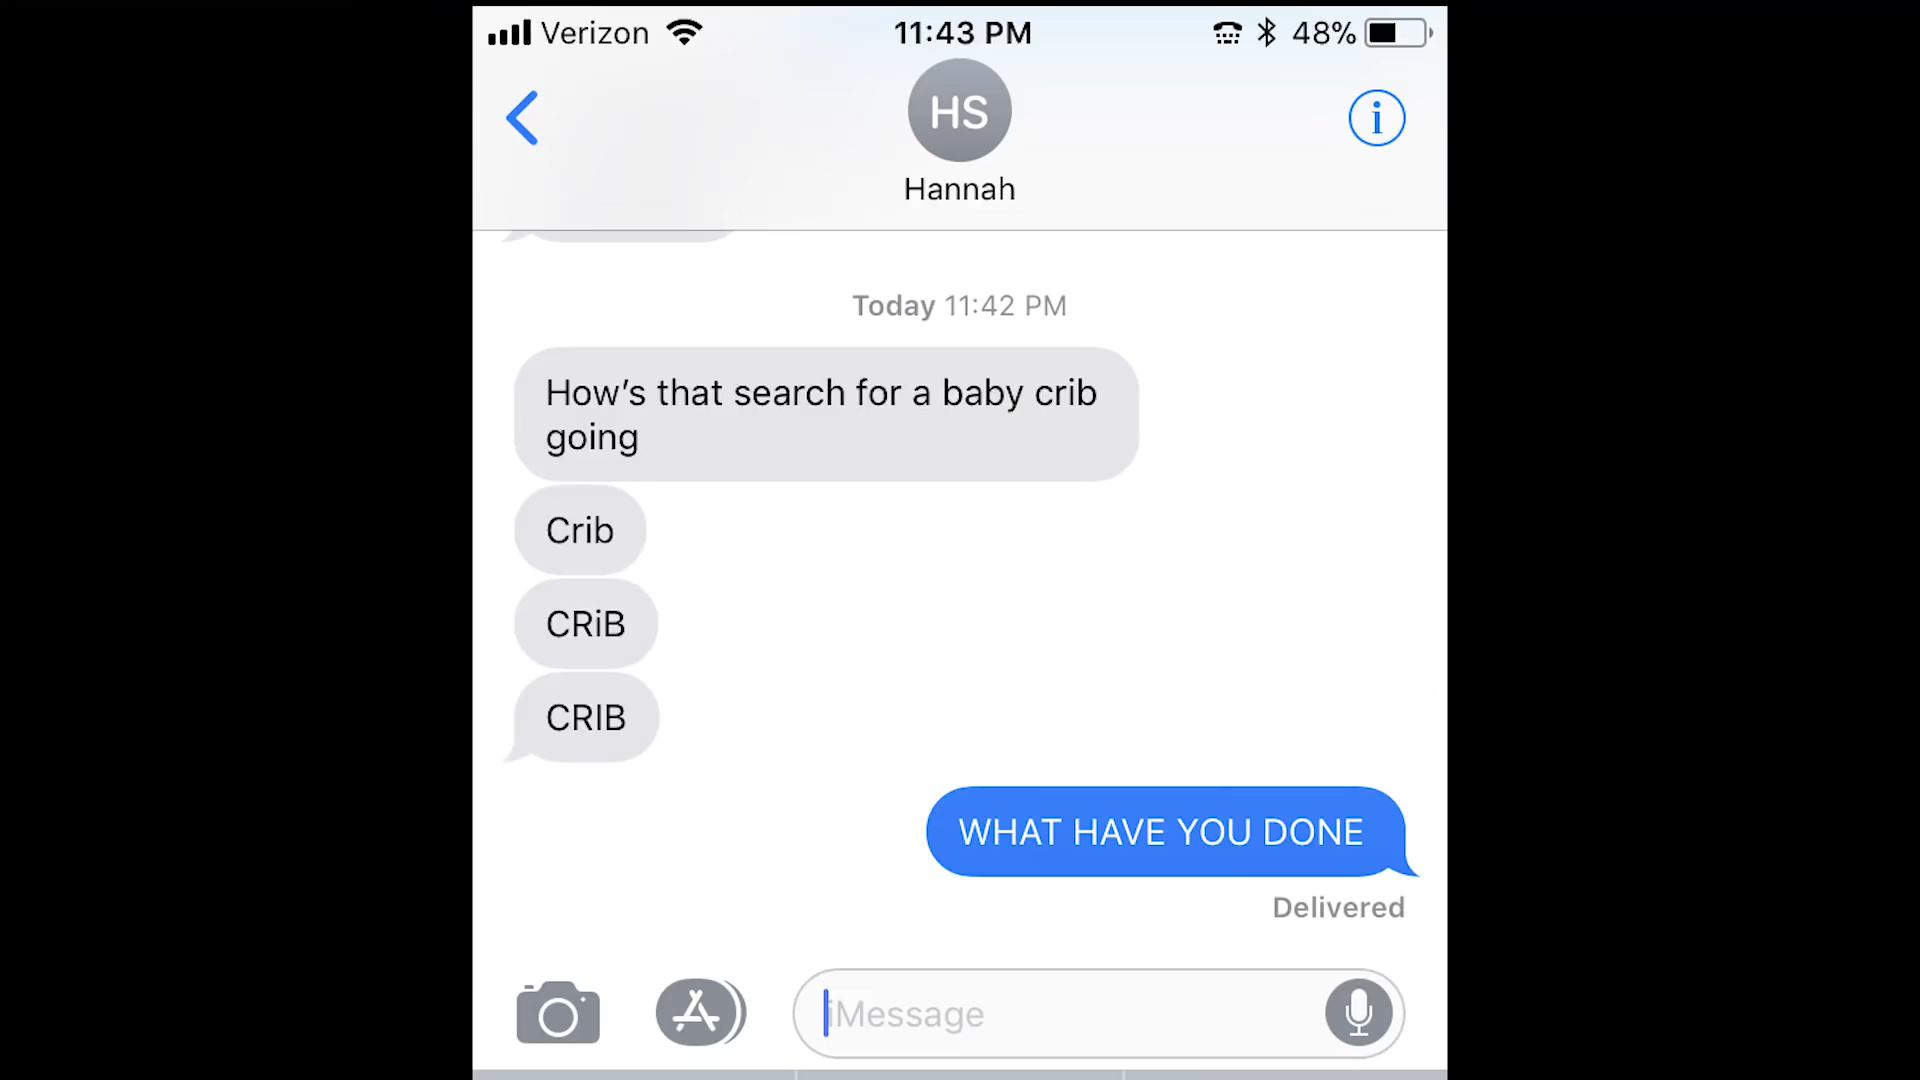 Verizon 11:43 PM 48%
HS
Hannah
Today 11:42 PM
How's that search for a baby crib
going
Crib
CRiB
CRIB
WHAT HAVE YOU DONE
Delivered
iMessage